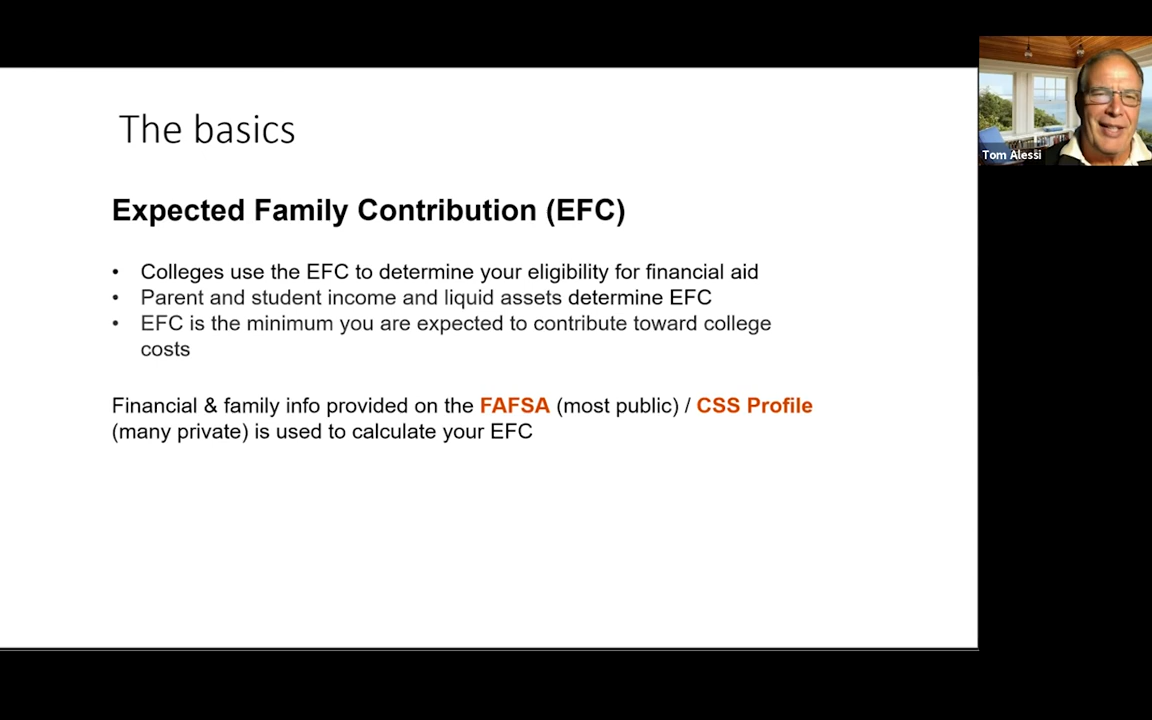 The basics
Expected Family Contribution (EFC)
• Colleges use the EFC to determine your eligibility for financial aid
• Parent and student income and liquid assets determine EFC
• EFC is the minimum you are expected to contribute toward college
costs
Financial & family info provided on the FAFSA (most public) / CSS Profile
(many private) is used to calculate your EFC
Tom Alessi